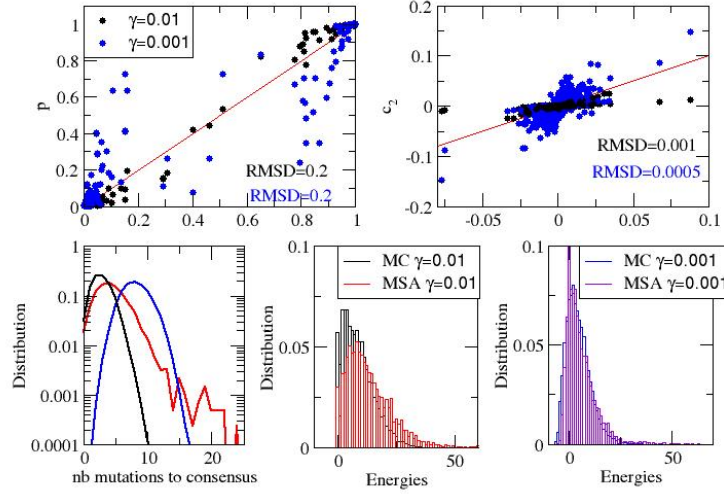 γ=0.01
γ=0.001
p
1
0.8
0.6
0.4
0.2
0
0 0.2 0.4 0.6 0.8 1
RMSD=0.2
RMSD=0.2
c2
0.2
0.1
0
-0.1
-0.2
-0.05 0 0.05 0.1
RMSD=0.001
RMSD=0.0005
Distribution
1
0.1
0.01
0.001
0.0001
0 10 20
nb mutations to consensus
Distribution
0.1
0.05
0
0 50
Energies
MC γ=0.01
MSA γ=0.01
Distribution
0.1
0.05
0
0 50
Energies
MC γ=0.001
MSA γ=0.001